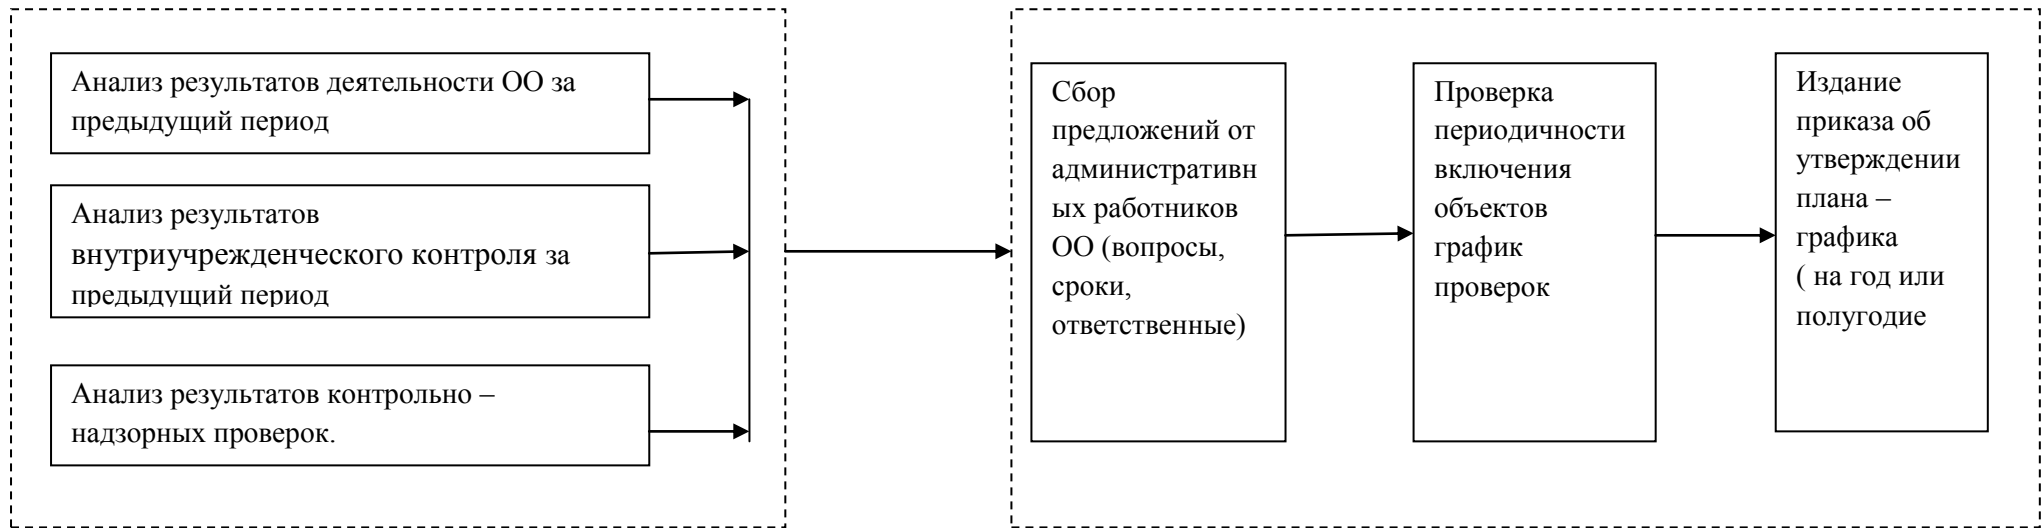 Анализ результатов деятельности ОО за
предыдущий период
Анализ результатов
внутриучрежденческого контроля за
предыдущий период
Анализ результатов контрольно –
надзорных проверок.
Сбор
предложений от
административн
ых работников
ОО (вопросы,
сроки,
ответственные)
Проверка
периодичности
включения
объектов
график
проверок
Издание
приказа об
утверждении
плана –
графика
( на год или
полугодие